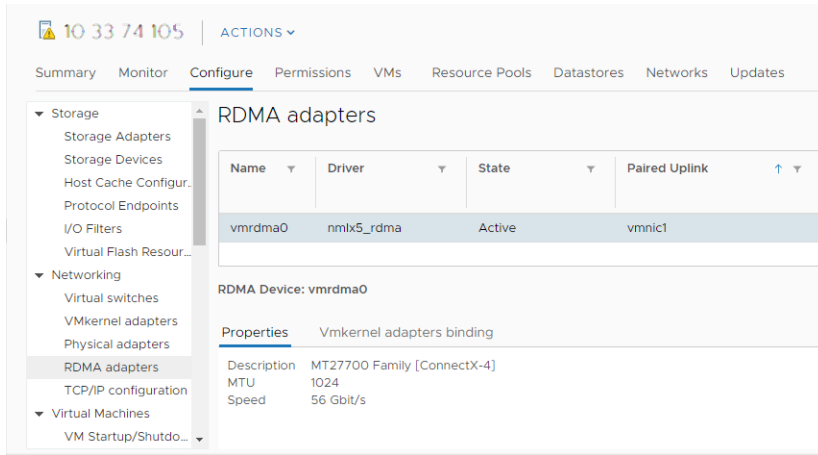 10 33 74 105 ACTIONS
Summary Monitor Configure Permissions VMs Resource Pools Datastores Networks Updates
Storage
Storage Adapters
Storage Devices
Host Cache Configur...
Protocol Endpoints
I/O Filters
Virtual Flash Resour...
Networking
Virtual switches
VMkernel adapters
Physical adapters
RDMA adapters
TCP/IP configuration
Virtual Machines
VM Startup/Shutdo...
RDMA adapters
Name Driver State Paired Uplink
vmrdma0 nmlx5_rdma Active vmnic1
RDMA Device: vmrdma0
Properties Vmkernel adapters binding
Description MT27700 Family [ConnectX-4]
MTU 1024
Speed 56 Gbit/s